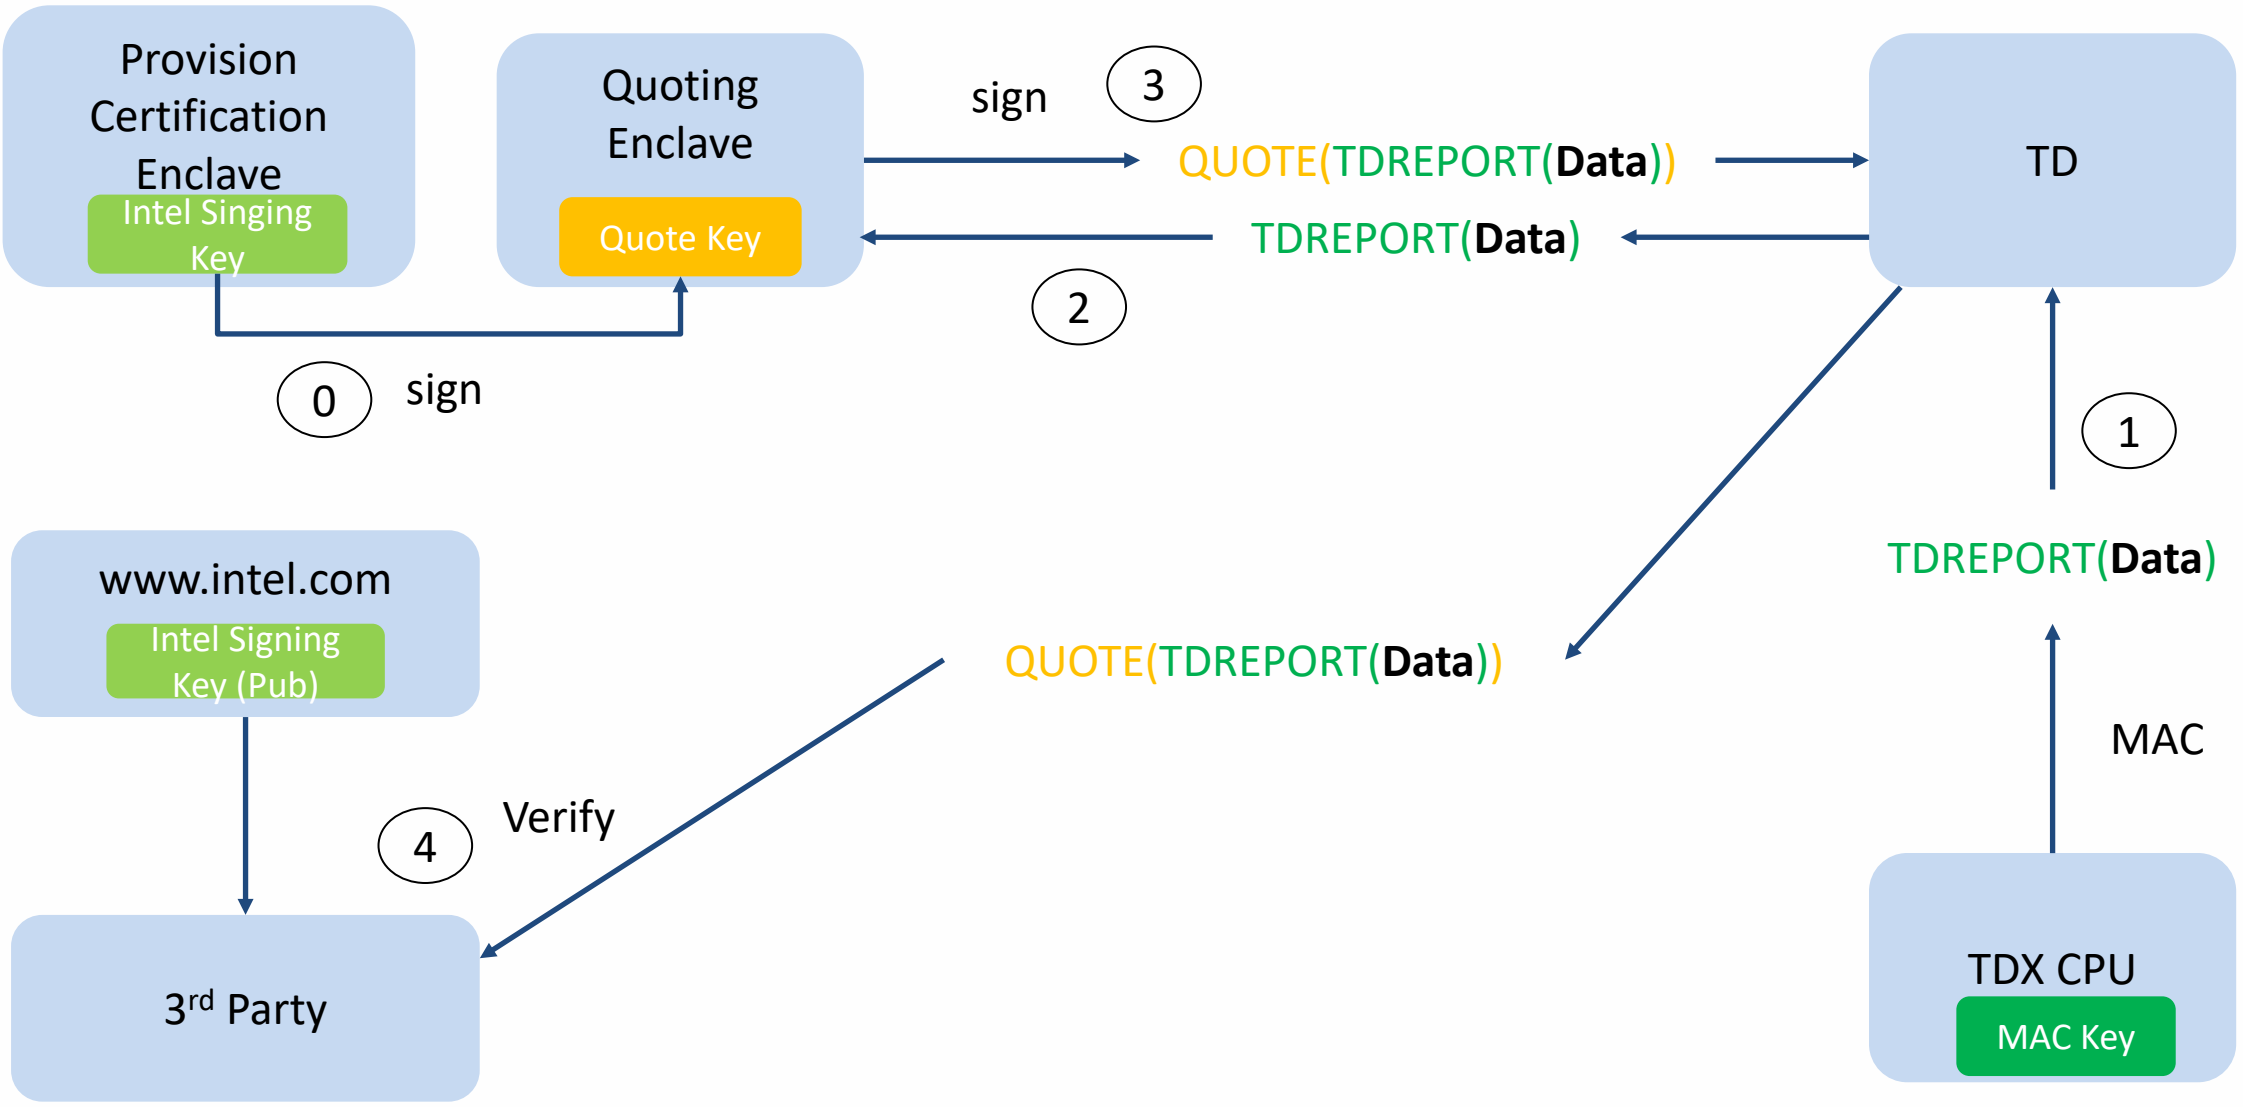 Provision
Certification
Enclave
Intel Singing
Key
Quoting
Enclave
Quote Key
sign
3
QUOTE(TDREPORT(Data))
TD
TDREPORT(Data)
2
0
sign
1
TDREPORT(Data)
www.intel.com
Intel Signing
Key (Pub)
QUOTE(TDREPORT(Data))
MAC
Verify
4
3rd Party
TDX CPU
MAC Key